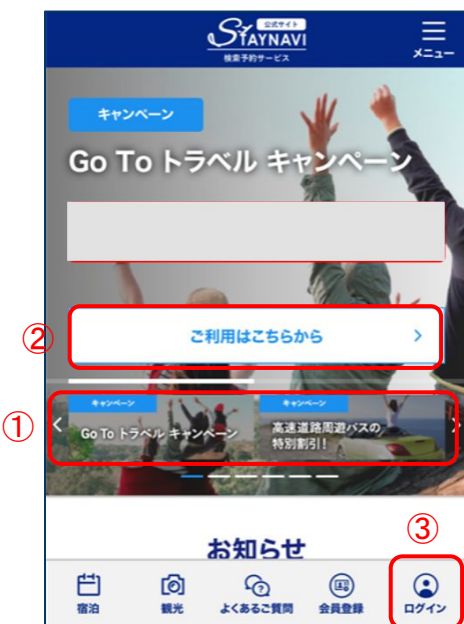 公式サイト
STAYNAVI
検索予約サービス
メニュー
キャンペーン
Go To トラベル キャンペーン
②
ご利用はこちらから
①
キャンペーン
Go To トラベル キャンペーン
キャンペーン
高速道路周遊パスの
特別割引!
お知らせ
③
宿泊
観光
よくあるご質問
会員登録
ログイン